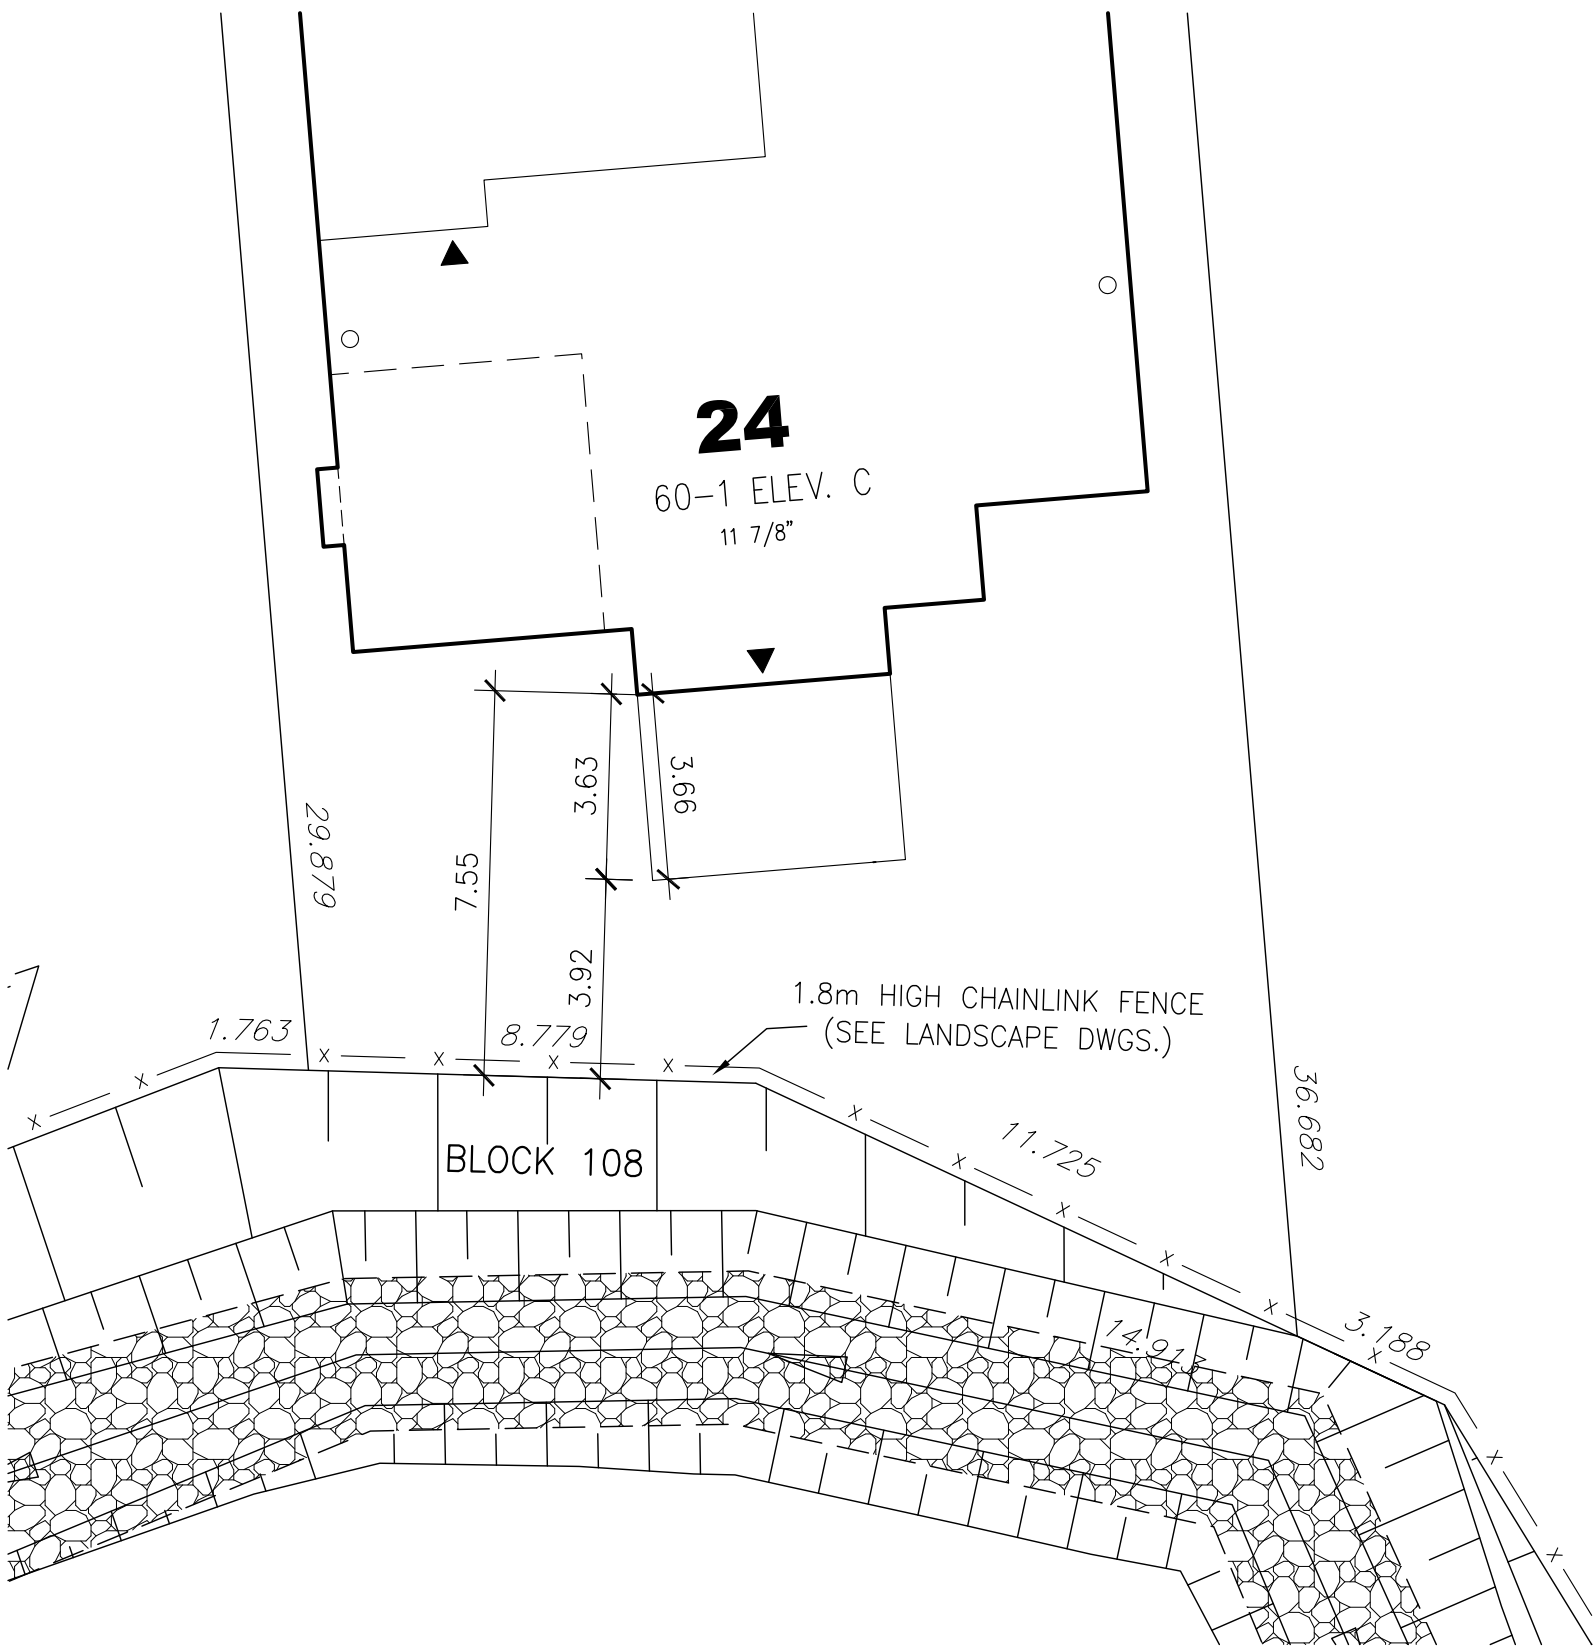 24
60-1 ELEV. C
11 7/8"
3.63
3.66
7.55
29.879
3.92
1.8m HIGH CHAINLINK FENCE
(SEE LANDSCAPE DWGS.)
1.763
8.779
x x x x x x x x x x x x x x
36.682
11.725
BLOCK 108
3.188